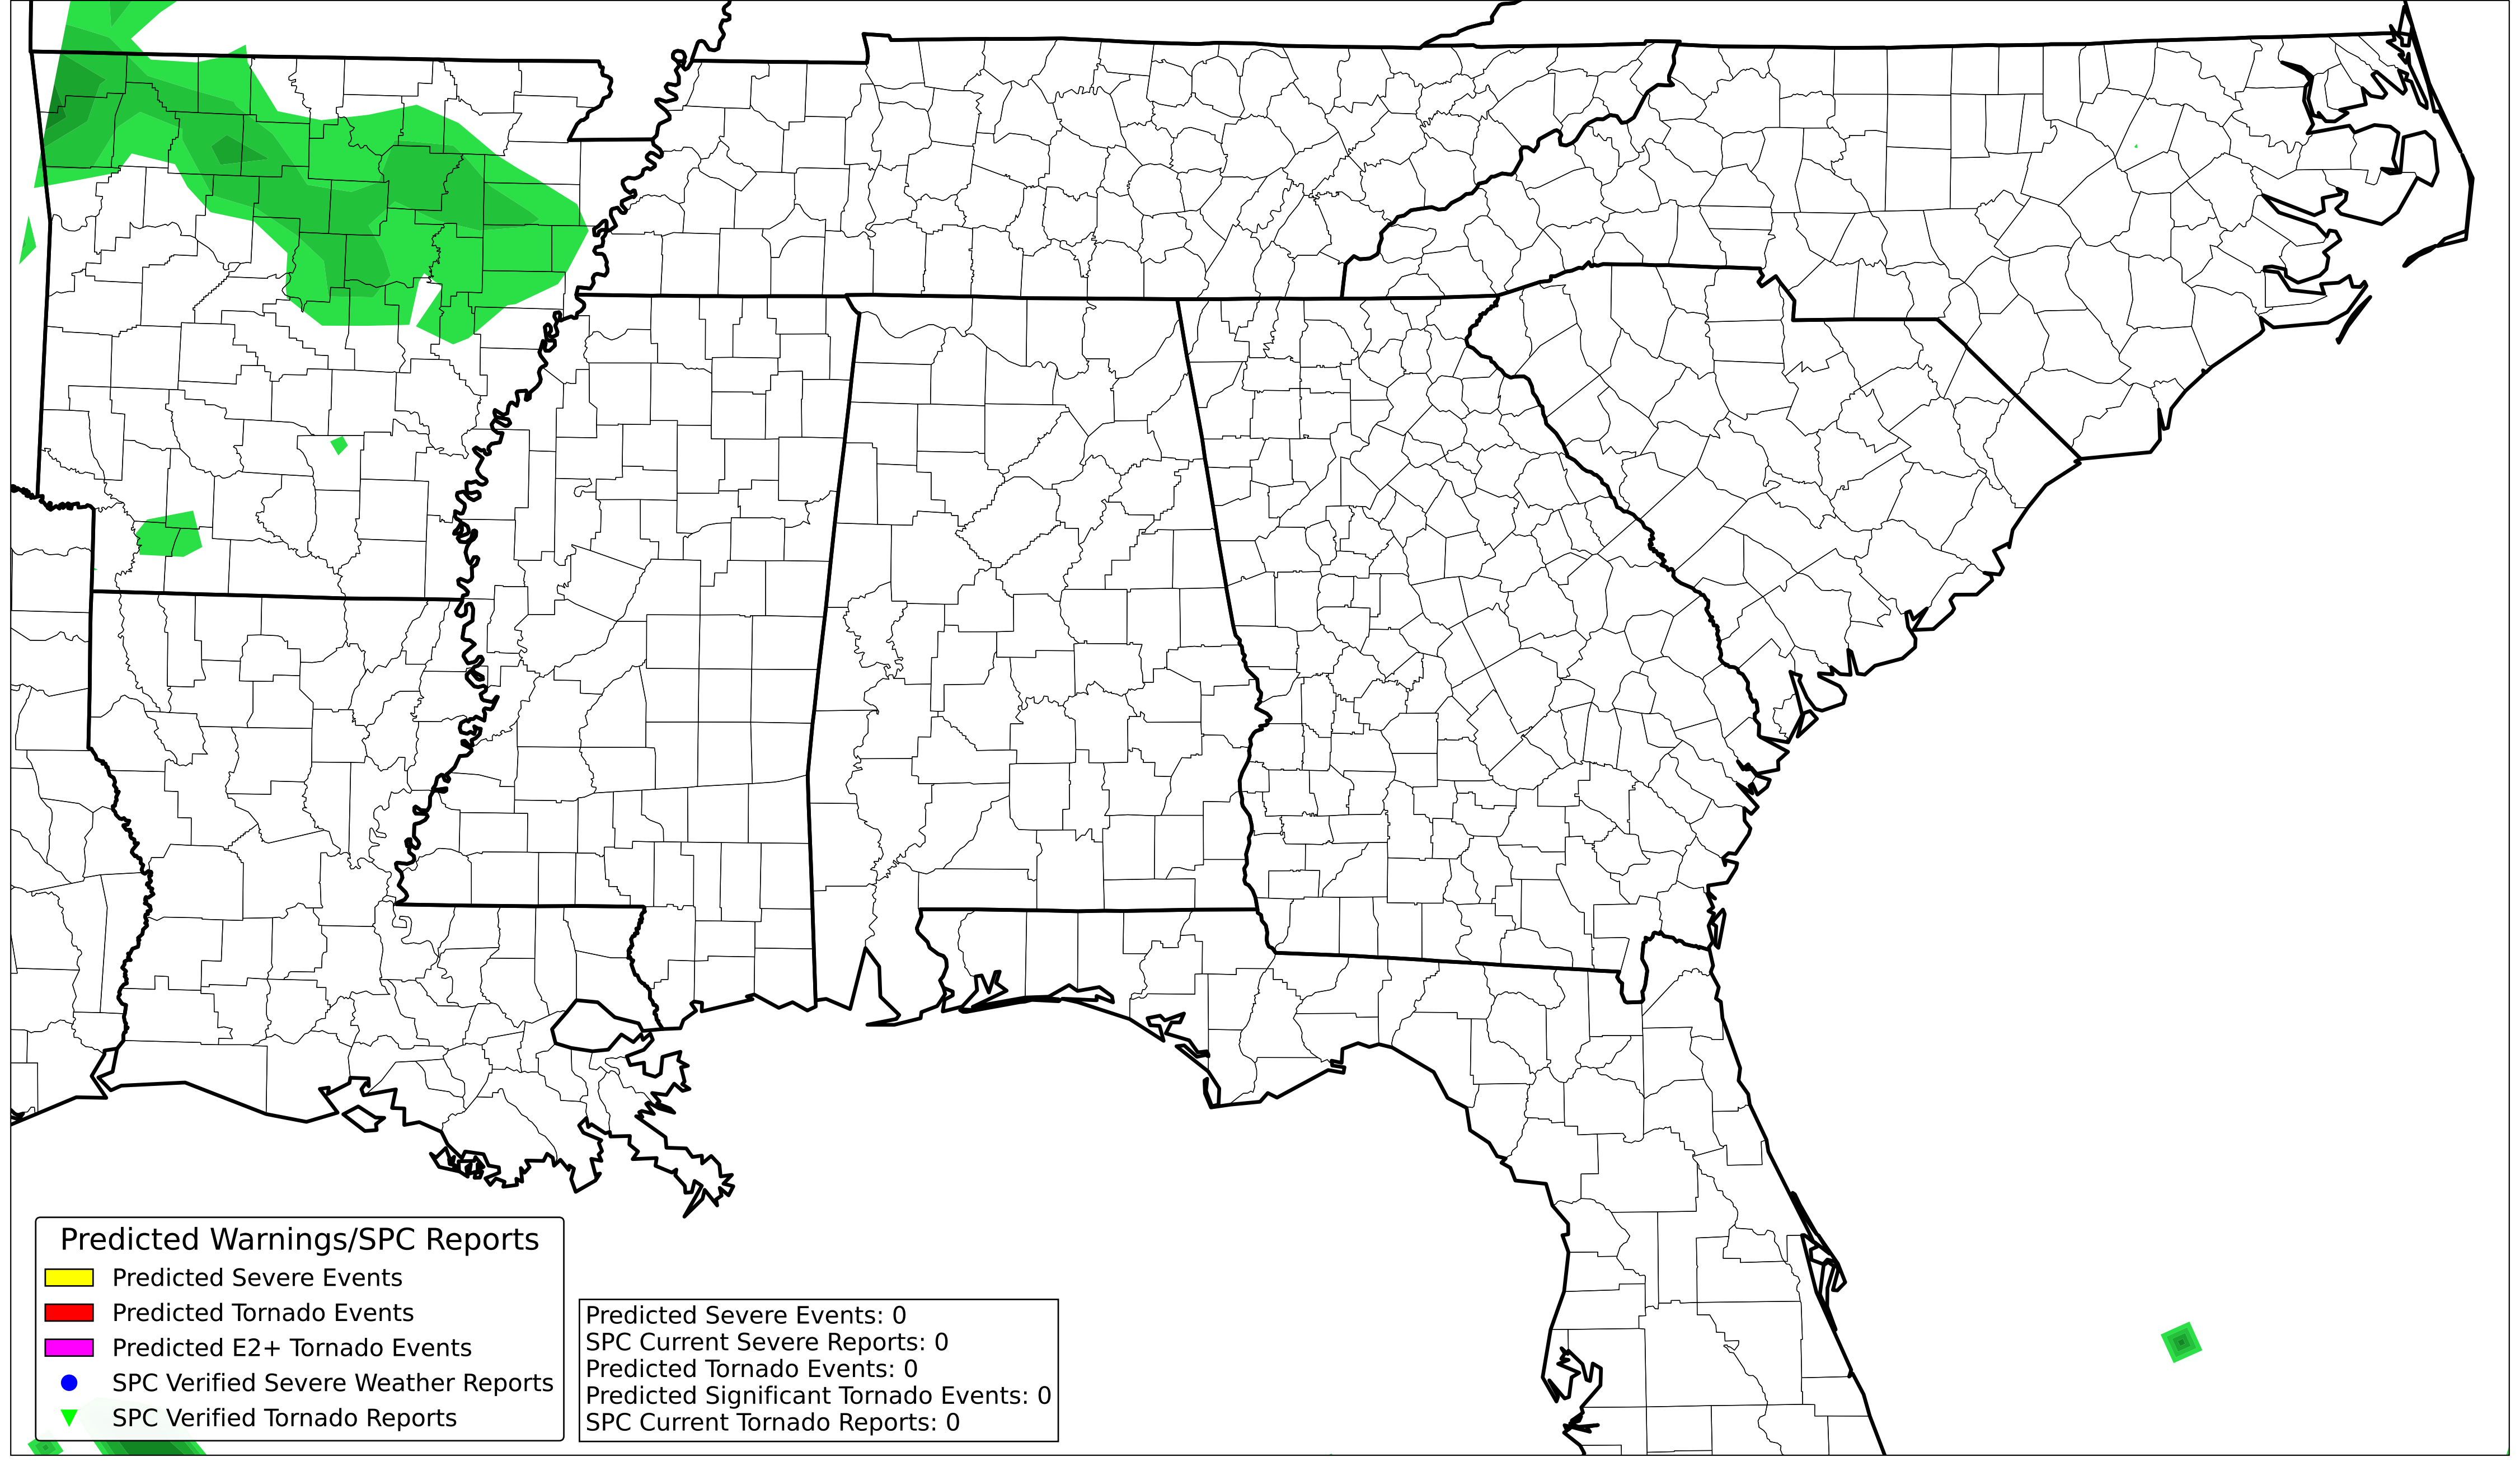 Predicted Warnings/SPC Reports
Predicted Severe Events
Predicted Tornado Events
Predicted E2+ Tornado Events
SPC Verified Severe Weather Reports
SPC Verified Tornado Reports
Predicted Severe Events: 0
SPC Current Severe Reports: 0
Predicted Tornado Events: 0
Predicted Significant Tornado Events: 0
SPC Current Tornado Reports: 0